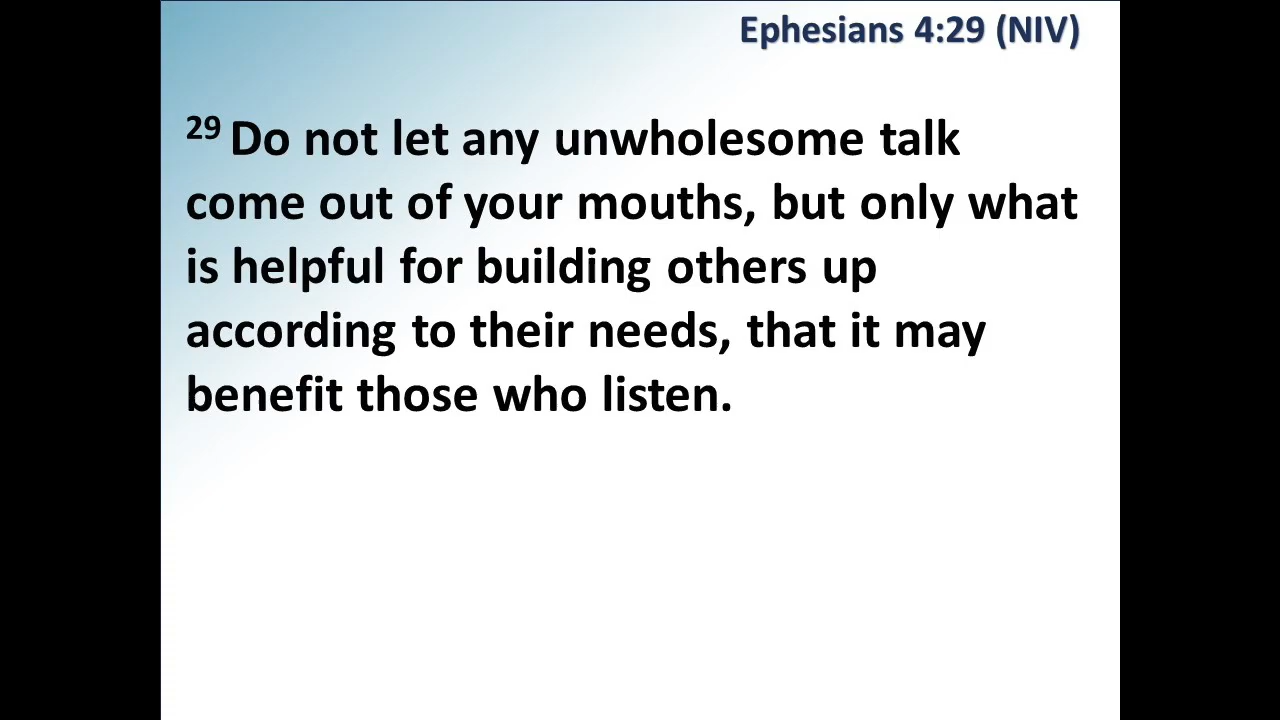 Ephesians 4:29 (NIV)
29 Do not let any unwholesome talk
come out of your mouths, but only what
is helpful for building others up
according to their needs, that it may
benefit those who listen.